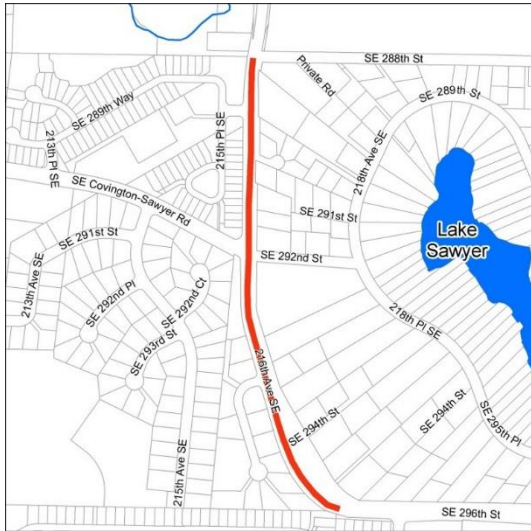 SE 288th St
Private Rd
SE 289th St
SE 289th Way
215th Pl SE
218th Ave SE
213th Pl SE
SE Covington-Sawyer Rd
SE 291st St
Lake
Sawyer
SE 291st St
SE 292nd St
213th Ave SE
SE 292nd Pl
SE 292nd Ct
218th Pl SE
SE 293rd St
216th Ave SE
SE 294th St
SE 294th St
SE 295th Pl
215th Ave SE
SE 296th St